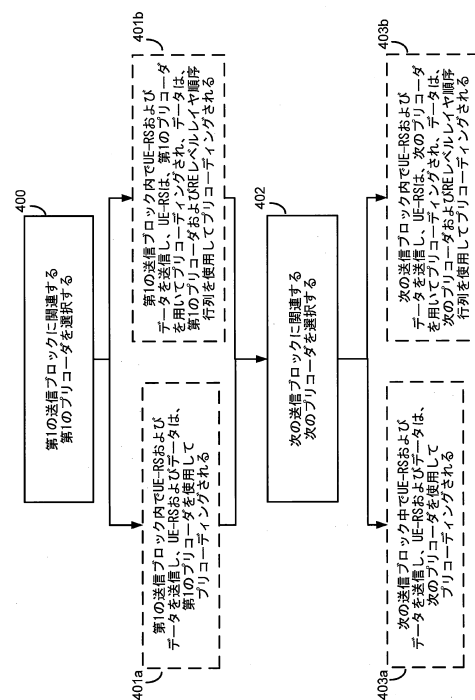 400
第1の送信ブロックに関連する
第1のプリコーダを選択する
401a
第1の送信ブロック内でUE-RSおよび
データを送信し、UE-RSおよびデータは、
第1のプリコーダを使用して
プリコーディングされる
401b
第1の送信ブロック内でUE-RSおよび
データを送信し、UE-RSは、第1のプリコーダ
を用いてプリコーディングされ、データは、
第1のプリコーダおよびREレベルレイヤ順序
行列を使用してプリコーディングされる
402
次の送信ブロックに関連する
次のプリコーダを選択する
403a
次の送信ブロック中でUE-RSおよび
データを送信し、UE-RSおよびデータは、
次のプリコーダを使用して
プリコーディングされる
403b
次の送信ブロック内でUE-RSおよび
データを送信し、UE-RSは、次のプリコーダ
を用いてプリコーディングされ、データは、
次のプリコーダおよびREレベルレイヤ順序
行列を使用してプリコーディングされる